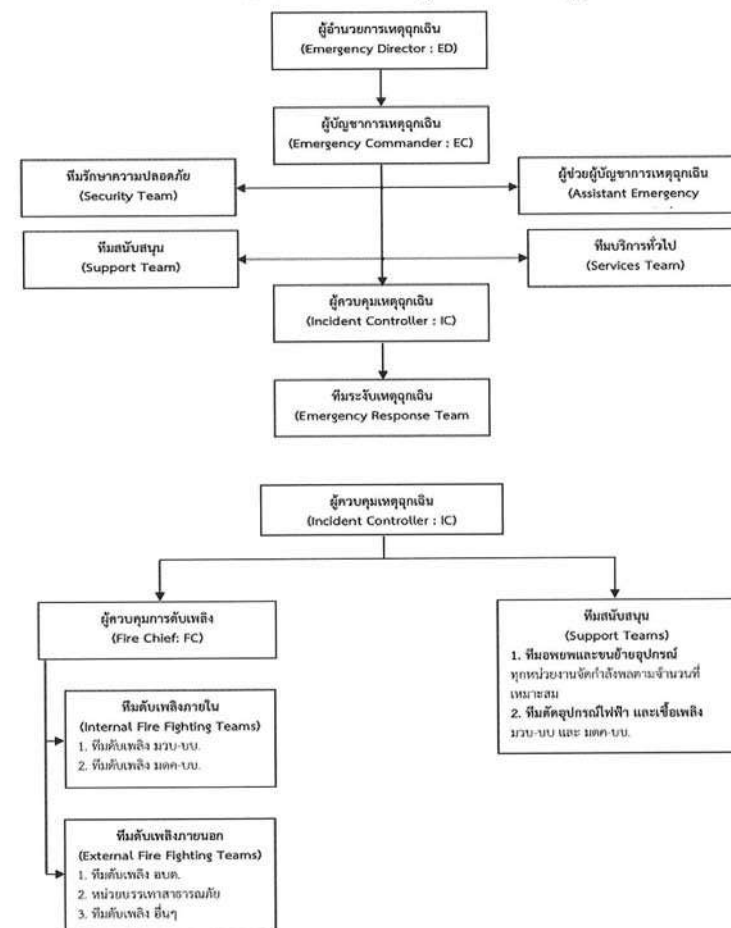 ผู้อำนวยการเหตุฉุกเฉิน
(Emergency Director : ED)
ผู้บัญชาการเหตุฉุกเฉิน
(Emergency Commander : EC)
ทีมรักษาความปลอดภัย
(Security Team)
ผู้ช่วยผู้บัญชาการเหตุฉุกเฉิน
(Assistant Emergency
ทีมสนับสนุน
(Support Team)
ทีมบริการทั่วไป
(Services Team)
ผู้ควบคุมเหตุฉุกเฉิน
(Incident Controller : IC)
ทีมระงับเหตุฉุกเฉิน
(Emergency Response Team
ผู้ควบคุมเหตุฉุกเฉิน
(Incident Controller : IC)
ผู้ควบคุมการดับเพลิง
(Fire Chief: FC)
ทีมดับเพลิงภายใน
(Internal Fire Fighting Teams)
1. ทีมดับเพลิง มวบ-บบ.
2. ทีมดับเพลิง มดค-บบ.
ทีมดับเพลิงภายนอก
(External Fire Fighting Teams)
1. ทีมดับเพลิง อบต.
2. หน่วยบรรเทาสาธารณภัย
3. ทีมดับเพลิง อื่นๆ
ทีมสนับสนุน
(Support Teams)
1. ทีมอพยพและขนย้ายอุปกรณ์
ทุกหน่วยงานจัดกำลังพลตามจำนวนที่
เหมาะสม
2. ทีมตัดอุปกรณ์ไฟฟ้า และเชื้อเพลิง
มวบ-บบ และ มดค-บบ.